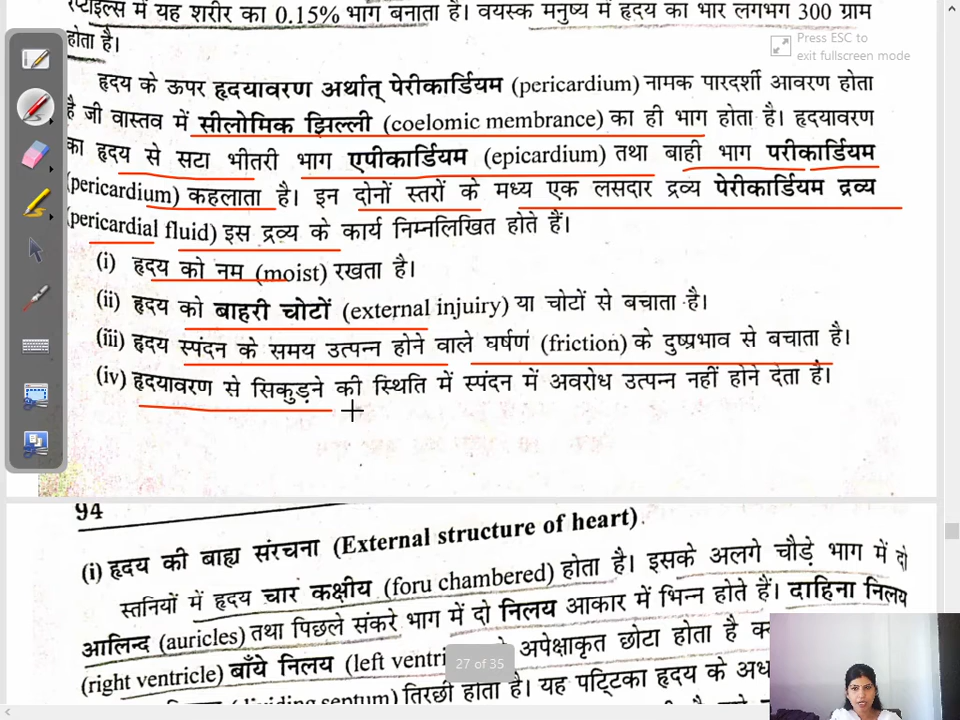 रेप्टाइल्स में यह शरीर का 0.15% भाग बनाता है। वयस्क मनुष्य में हृदय का भार लगभग 300 ग्राम
होता है।
Press ESC to
exit fullscreen mode
हृदय के ऊपर हृदयावरण अर्थात् पेरीकार्डियम (pericardium) नामक पारदर्शी आवरण होता
है जी वास्तव में सीलोमिक झिल्ली (coelomic membrance) का ही भाग होता है। हृदयावरण
का हृदय से सटा भीतरी भाग एपीकार्डियम (epicardium) तथा बाही भाग परीकार्डियम
(pericardium) कहलाता है। इन दोनों स्तरों के मध्य एक लसदार द्रव्य पेरीकार्डियम द्रव्य
(pericardial fluid) इस द्रव्य के कार्य निम्नलिखित होते हैं।
(i) हृदय को नम (moist) रखता है।
(ii) हृदय को बाहरी चोटों (external injuiry) या चोटों से बचाता है।
(iii) हृदय स्पंदन के समय उत्पन्न होने वाले घर्षणं (friction) के दुष्प्रभाव से बचाता है।
(iv) हृदयावरण से सिकुड़ने की स्थिति में स्पंदन में अवरोध उत्पन्न नहीं होने देता है।
94
(i) हृदय की बाह्य संरचना (External structure of heart).
स्तनियों में हृदय चार कक्षीय (foru chambered) होता है। इसके अलगे चौड़े भाग में दो
आलिन्द (auricles) तथा पिछले संकरे भाग में दो निलय आकार में भिन्न होते हैं। दाहिना निलय
(right ventricle) बाँये निलय (left ventri अपेक्षाकृत छोटा होता है
27 of 35
(dividing septum) तिरछी होता है। यह पट्टिका हृदय के